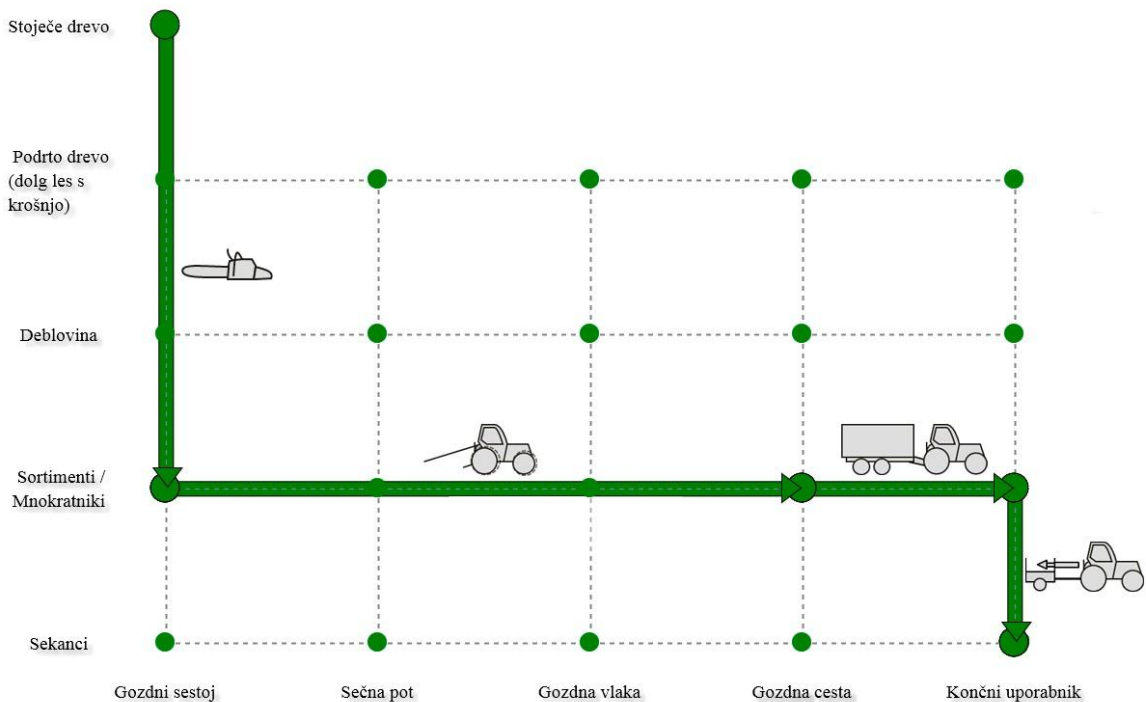 Stoječe drevo
Podrto drevo
(dolg les s
krošnjo)
Deblovina
Sortimenti /
Mnokratniki
Sekanci
Gozdni sestoj
Sečna pot
Gozdna vlaka
Gozdna cesta
Končni uporabnik